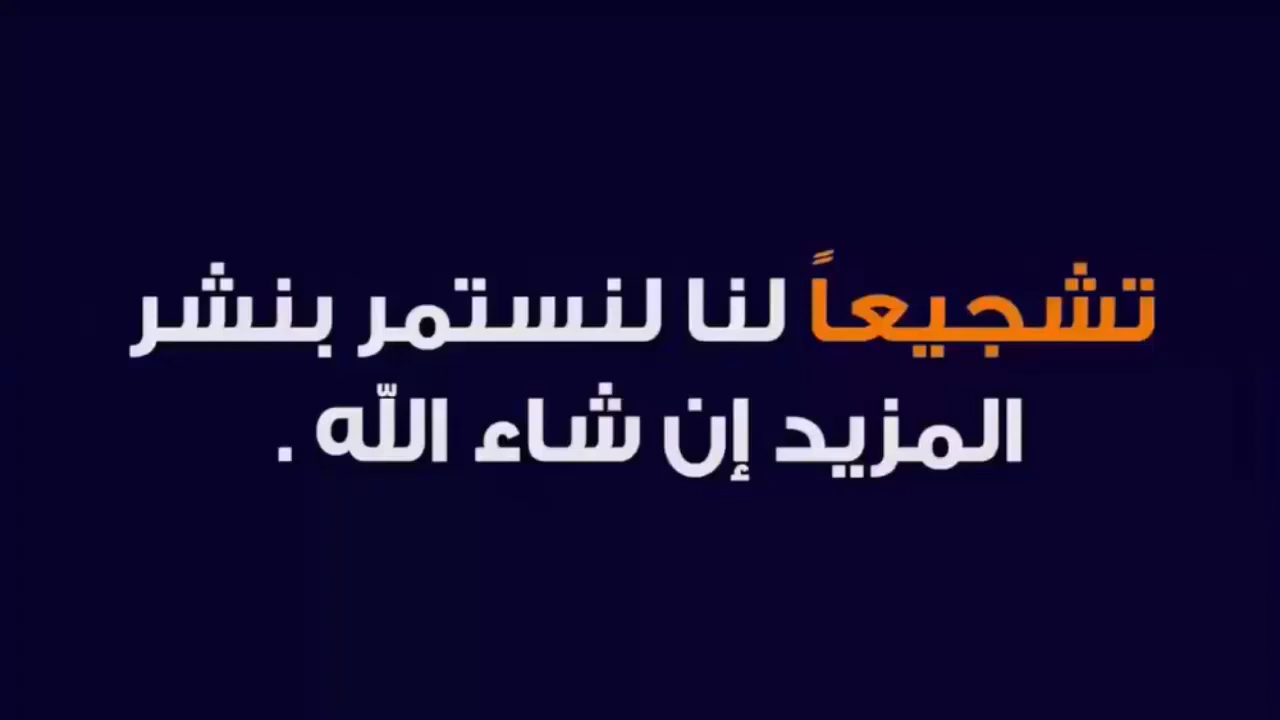 تشجيعاً لنا لنستمر بنشر
المزيد إن شاء اللّه .